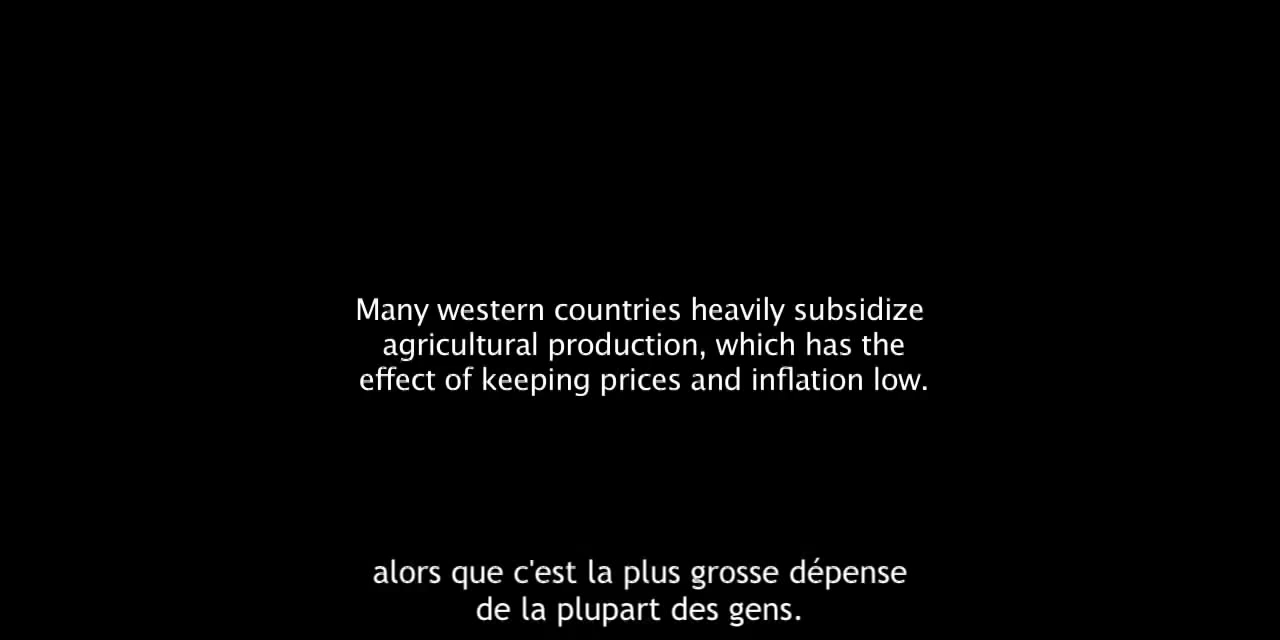 Many western countries heavily subsidize
agricultural production, which has the
effect of keeping prices and inflation low.
alors que c'est la plus grosse dépense
de la plupart des gens.